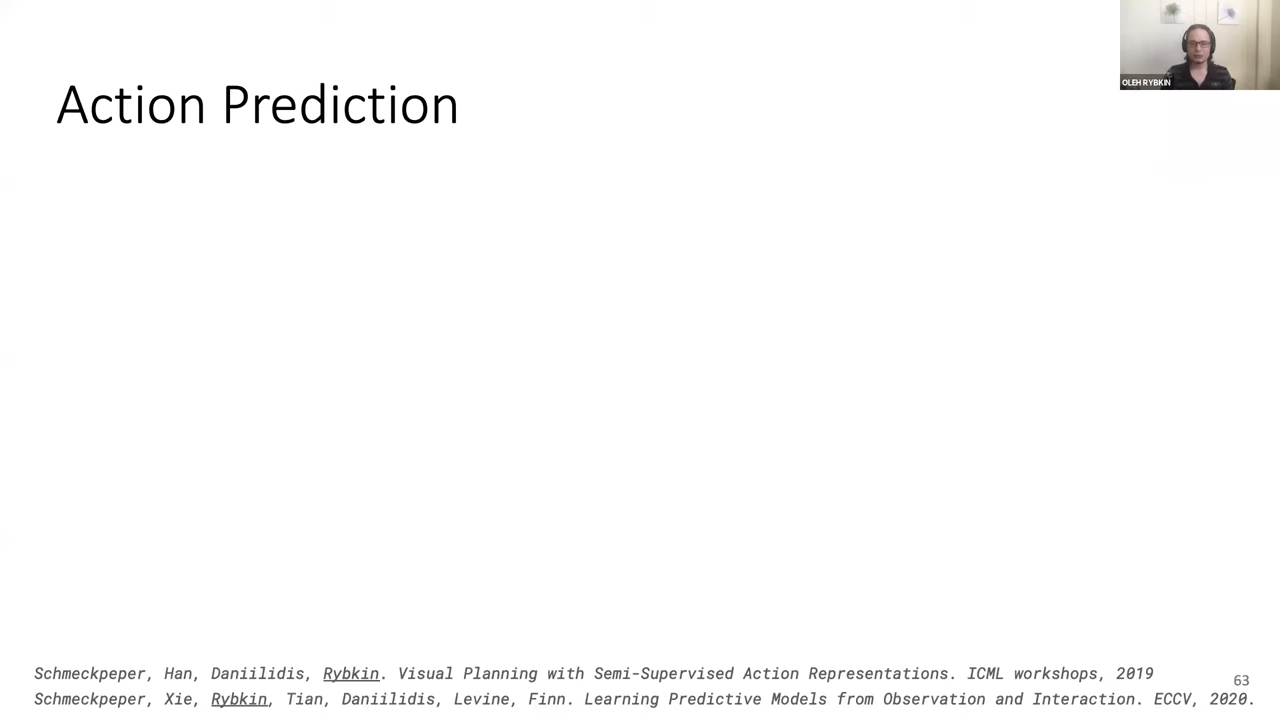 OLEH RYBKIN
Action Prediction
Schmeckpeper, Han, Daniilidis, Rybkin. Visual Planning with Semi-Supervised Action Representations. ICML workshops, 2019
63
Schmeckpeper, Xie, Rybkin, Tian, Daniilidis, Levine, Finn. Learning Predictive Models from Observation and Interaction. ECCV, 2020.